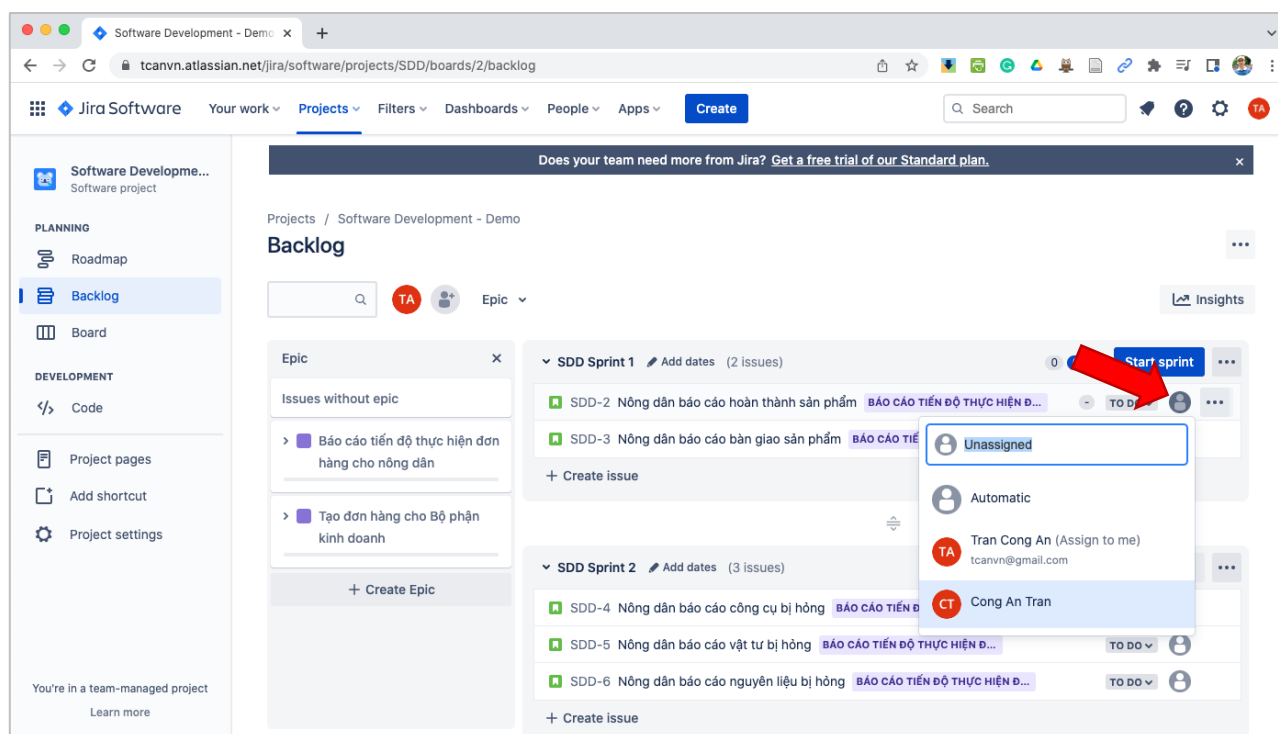 Software Development - Demo
tcanvn.atlassian.net/jira/software/projects/SDD/boards/2/backlog
Jira Software
Your work
Projects
Filters
Dashboards
People
Apps
Create
Search
TA
Software Developme...
Software project
PLANNING
Roadmap
Backlog
Board
DEVELOPMENT
Code
Project pages
Add shortcut
Project settings
You're in a team-managed project
Learn more
Does your team need more from Jira? Get a free trial of our Standard plan.
Projects / Software Development - Demo
Backlog
TA
Epic
Insights
Epic
Issues without epic
Báo cáo tiến độ thực hiện đơn
hàng cho nông dân
Tạo đơn hàng cho Bộ phận
kinh doanh
+ Create Epic
SDD Sprint 1 Add dates (2 issues) 0 Start sprint
SDD-2 Nông dân báo cáo hoàn thành sản phẩm BÁO CÁO TIẾN ĐỘ THỰC HIỆN Đ... - TO DO
SDD-3 Nông dân báo cáo bàn giao sản phẩm BÁO CÁO TIẾ
+ Create issue
Unassigned
Automatic
TA Tran Cong An (Assign to me)
tcanvn@gmail.com
CT Cong An Tran
SDD Sprint 2 Add dates (3 issues)
SDD-4 Nông dân báo cáo công cụ bị hỏng BÁO CÁO TIẾN Đ
SDD-5 Nông dân báo cáo vật tư bị hỏng BÁO CÁO TIẾN ĐỘ THỰC HIỆN Đ... TO DO
SDD-6 Nông dân báo cáo nguyên liệu bị hỏng BÁO CÁO TIẾN ĐỘ THỰC HIỆN Đ... TO DO
+ Create issue